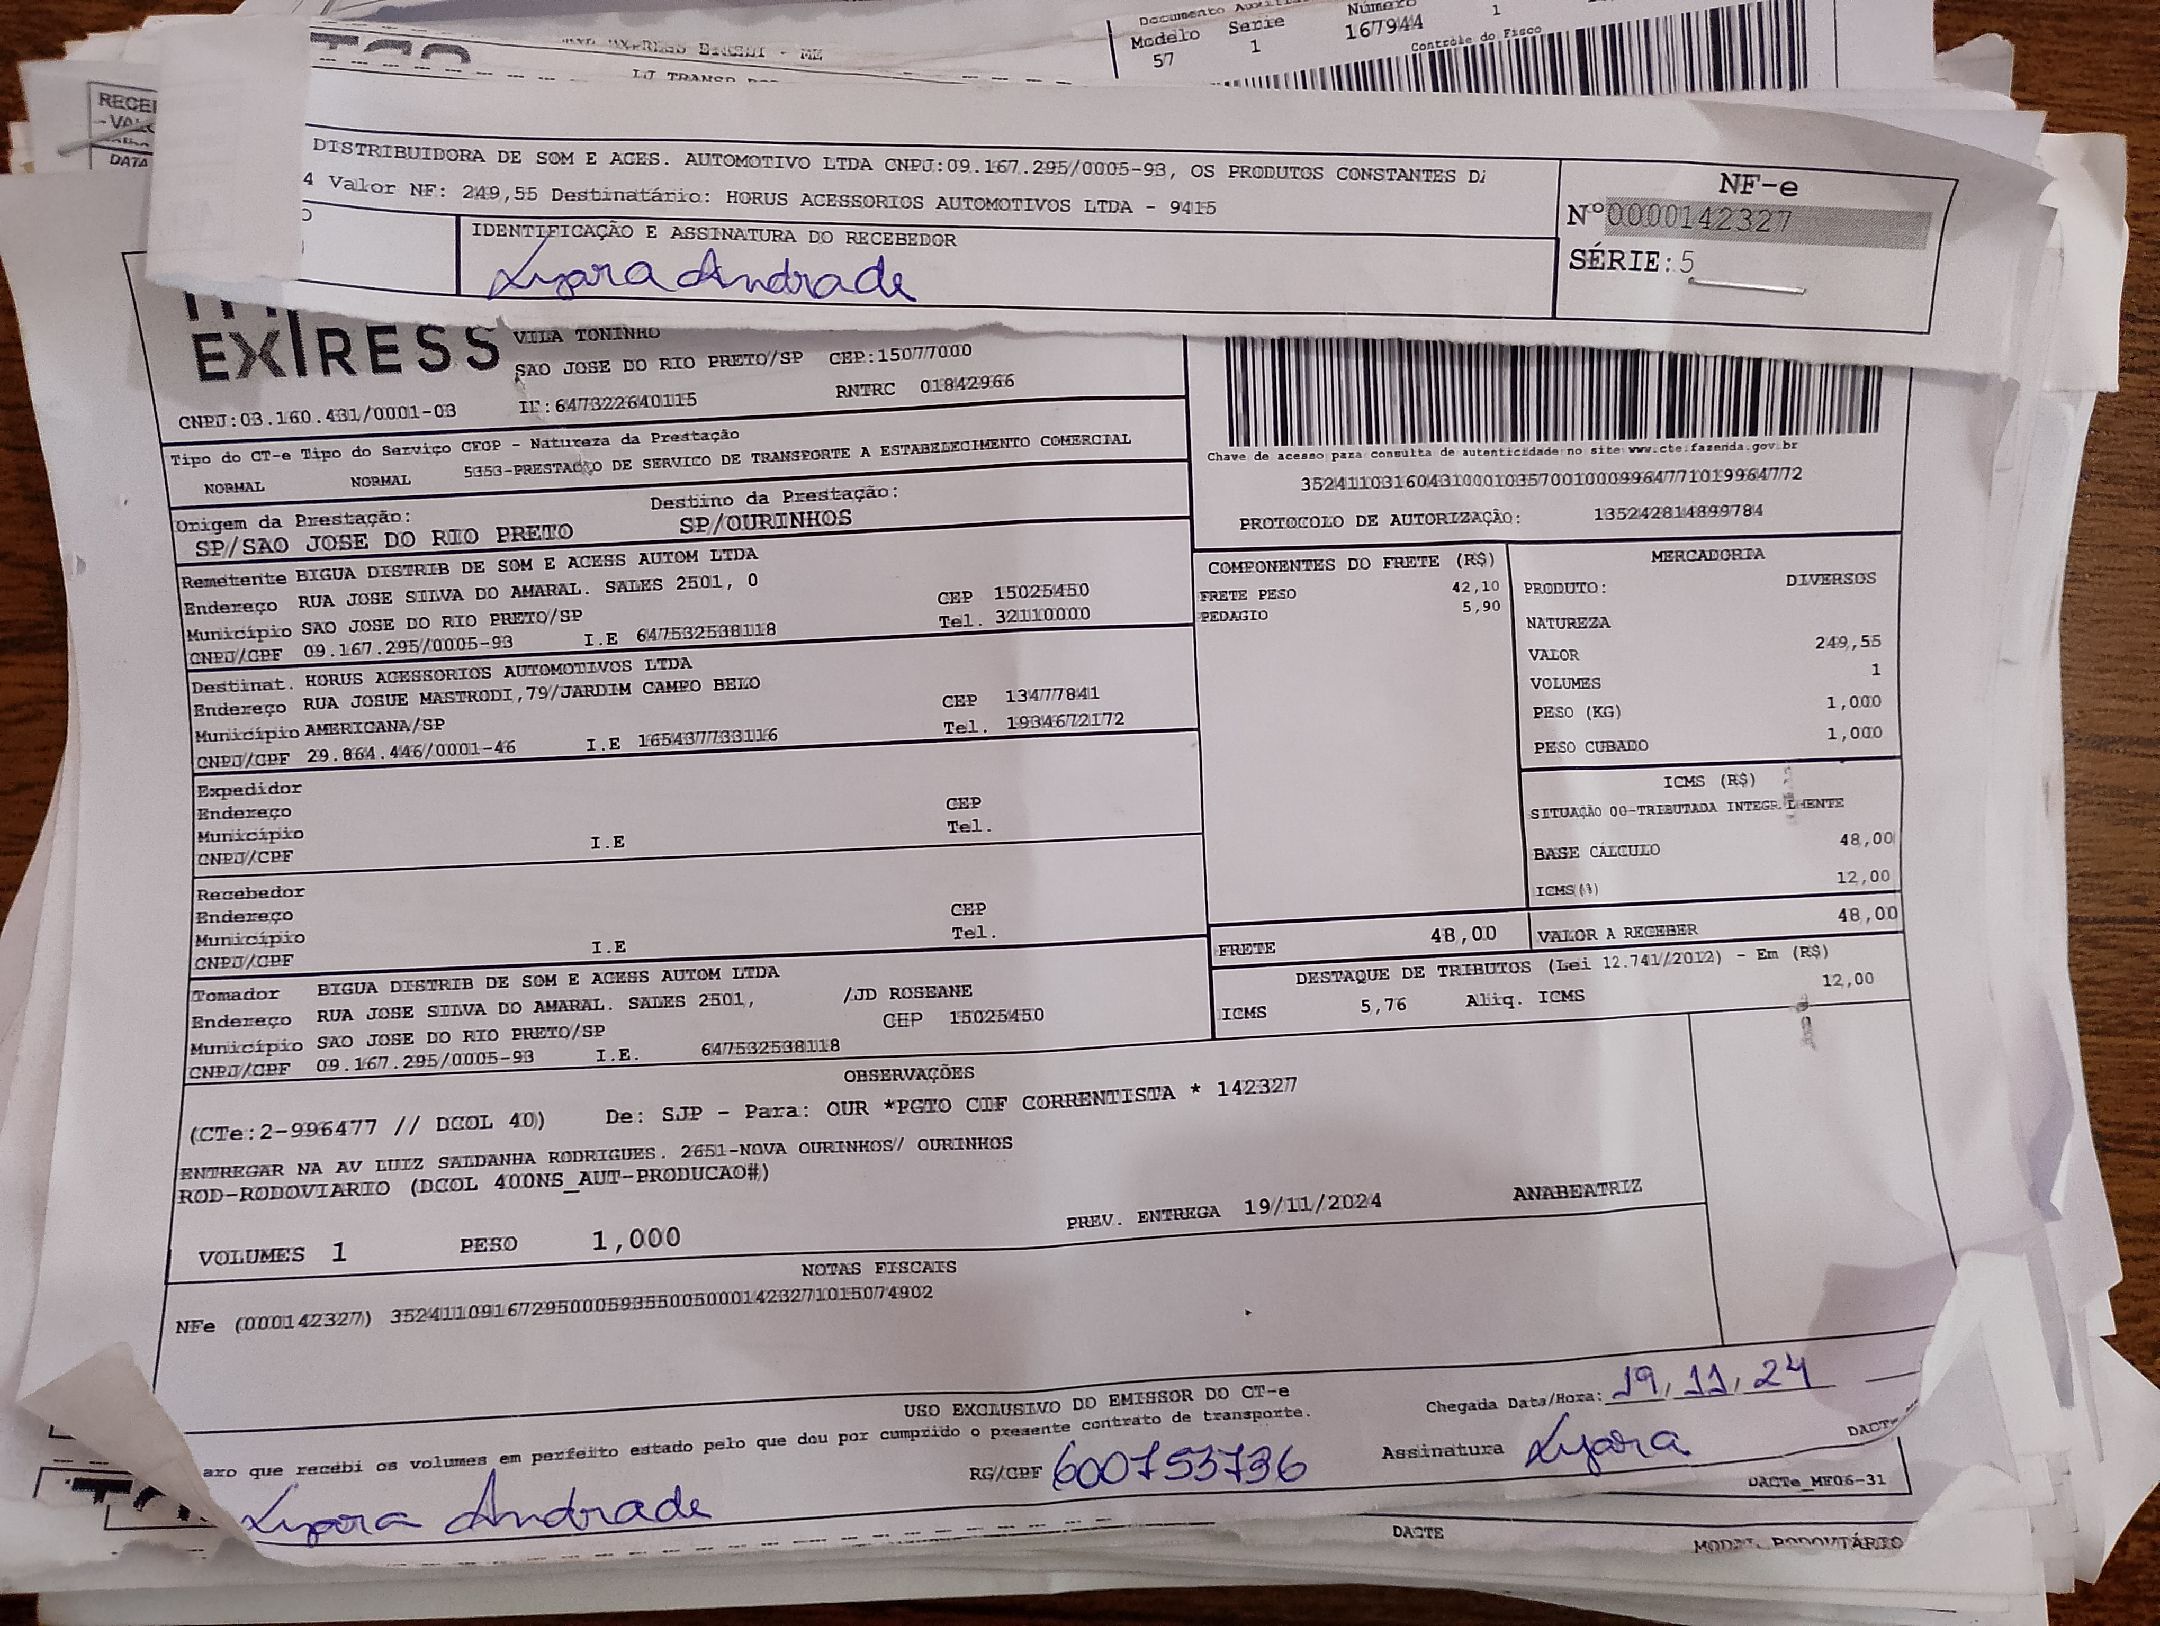 Modelo Serie Número 1
57 1 167944
Controle do Fisco
LJ TRANSP
RECE
- VALO
DATA
DISTRIBUIDORA DE SOM E ACES. AUTOMOTIVO LTDA CNPJ:09.167.295/0005-93, OS PRODUTOS CONSTANTES D
4 Valor NF: 249,55 Destinatário: HORUS ACESSORIOS AUTOMOTIVOS LTDA - 9415
IDENTIFICAÇÃO E ASSINATURA DO RECEBEDOR
Lyara Andrade
NF-e
Nº0000142327
SÉRIE:5
EXPRESS
VILA TONINHO
SAO JOSE DO RIO PRETO/SP CEP:15077000
CNPJ:03.160.431/0001-03 IE:647322640115 RNTRC 01842966
Tipo do CT-e Tipo do Serviço CFOP - Natureza da Prestação
NORMAL NORMAL 5353-PRESTACAO DE SERVICO DE TRANSPORTE A ESTABELECIMENTO COMERCIAL
Origem da Prestação: Destino da Prestação:
SP/SAO JOSE DO RIO PRETO SP/OURINHOS
Chave de acesso para consulta de autenticidade no site www.cte.fazenda.gov.br
35241103160431000103570010009964771019964772
PROTOCOLO DE AUTORIZAÇÃO: 135242814899784
Remetente BIGUA DISTRIB DE SOM E ACESS AUTOM LTDA
Endereço RUA JOSE SILVA DO AMARAL. SALES 2501, 0 CEP 15025450
Município SAO JOSE DO RIO PRETO/SP Tel. 32110000
CNPJ/CPF 09.167.295/0005-93 I.E 647532538118
Destinat. HORUS ACESSORIOS AUTOMOTIVOS LTDA
Endereço RUA JOSUE MASTRODI,79/JARDIM CAMPO BELO CEP 13477841
Município AMERICANA/SP Tel. 1934672172
CNPJ/CPF 29.864.446/0001-46 I.E 165437733116
Expedidor
Endereço CEP
Município Tel.
CNPJ/CPF I.E
Recebedor
Endereço CEP
Município Tel.
CNPJ/CPF I.E
Tomador BIGUA DISTRIB DE SOM E ACESS AUTOM LTDA
Endereço RUA JOSE SILVA DO AMARAL. SALES 2501, /JD ROSEANE
Município SAO JOSE DO RIO PRETO/SP CEP 15025450
CNPJ/CPF 09.167.295/0005-93 I.E. 647532538118
COMPONENTES DO FRETE (R$)
FRETE PESO 42,10
PEDAGIO 5,90
MERCADORIA
PRODUTO: DIVERSOS
NATUREZA
VALOR 249,55
VOLUMES 1
PESO (KG) 1,000
PESO CUBADO 1,000
ICMS (R$)
SITUAÇÃO 00-TRIBUTADA INTEGRALMENTE
BASE CÁLCULO 48,00
ICMS(%) 12,00
FRETE 48,00 VALOR A RECEBER 48,00
DESTAQUE DE TRIBUTOS (Lei 12.741/2012) - Em (R$)
ICMS 5,76 Aliq. ICMS 12,00
OBSERVAÇÕES
(CTe:2-996477 // DCOL 40) De: SJP - Para: OUR *PGTO CIF CORRENTISTA * 142327
ENTREGAR NA AV LUIZ SALDANHA RODRIGUES. 2651-NOVA OURINHOS/ OURINHOS
ROD-RODOVIARIO (DCOL 400NS_AUT-PRODUCAO#)
VOLUMES 1 PESO 1,000 PREV. ENTREGA 19/11/2024 ANABEATRIZ
NOTAS FISCAIS
NFe (000142327) 35241109167295000593550050001423271015074902
USO EXCLUSIVO DO EMISSOR DO CT-e
Chegada Data/Hora: 19/11/24
aro que recebi os volumes em perfeito estado pelo que dou por cumprido o presente contrato de transporte.
RG/CPF 600753736 Assinatura Lyara
Lyara Andrade
DACTe
DACTe_MF06-31
DACTE MODAL RODOVIÁRIO